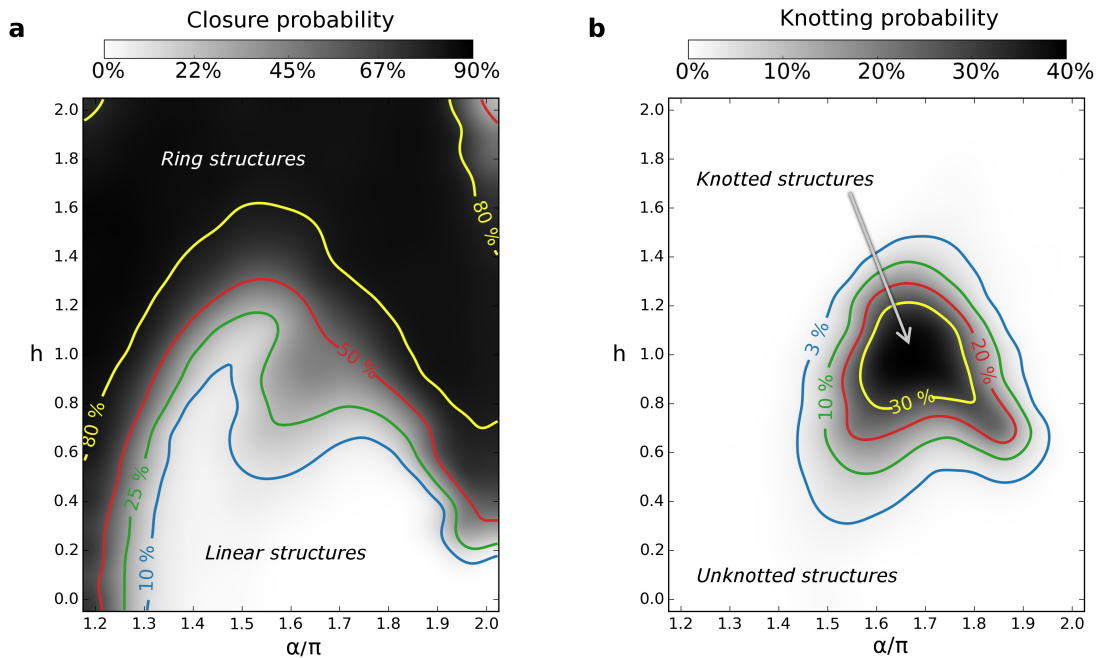 a
Closure probability
0% 22% 45% 67% 90%
2.0
1.8
1.6
1.4
1.2
1.0
0.8
0.6
0.4
0.2
0.0
h
Ring structures
80 %
80 %
50 %
25 %
10 %
Linear structures
1.2 1.3 1.4 1.5 1.6 1.7 1.8 1.9 2.0
α/π
b
Knotting probability
0% 10% 20% 30% 40%
2.0
1.8
1.6
1.4
1.2
1.0
0.8
0.6
0.4
0.2
0.0
h
Knotted structures
3 %
20 %
10 %
30 %
Unknotted structures
1.2 1.3 1.4 1.5 1.6 1.7 1.8 1.9 2.0
α/π